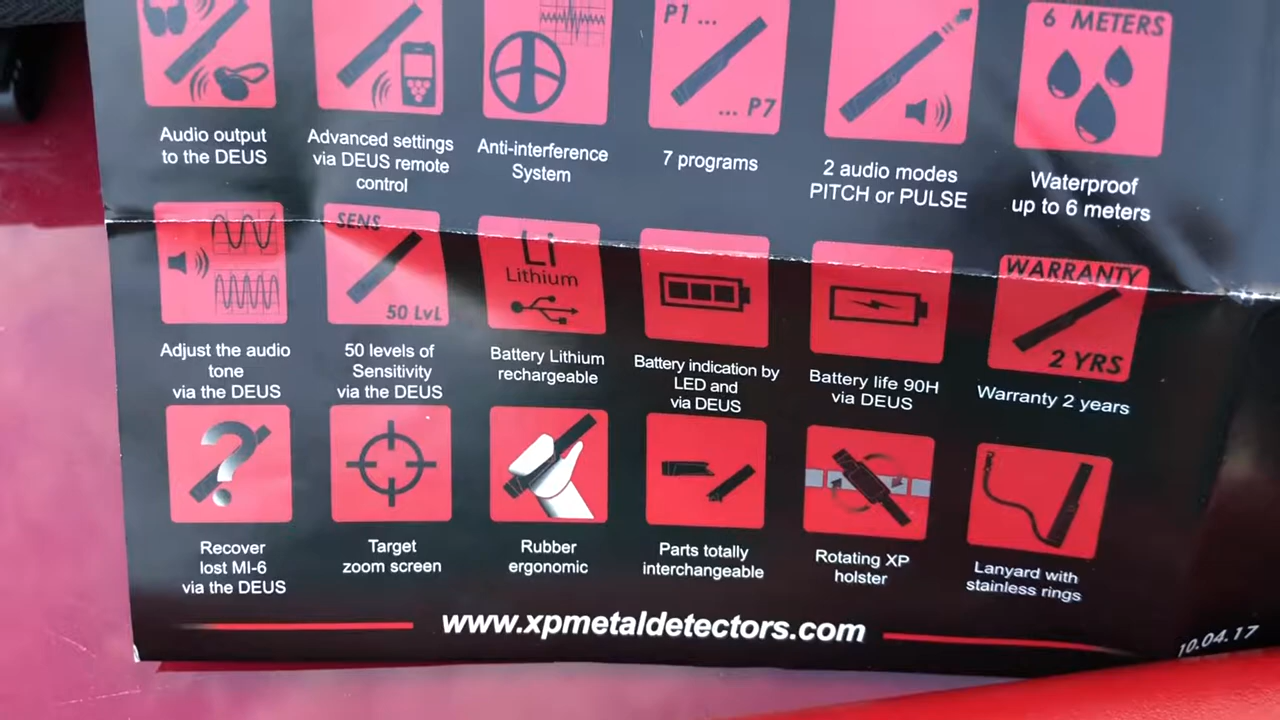 P1 ...
6 METERS
... P7
Audio output
to the DEUS
Advanced settings
via DEUS remote
control
Anti-interference
System
7 programs
2 audio modes
PITCH or PULSE
Waterproof
up to 6 meters
SENS
50 LvL
Li
Lithium
WARRANTY
2 YRS
Adjust the audio
tone
via the DEUS
50 levels of
Sensitivity
via the DEUS
Battery Lithium
rechargeable
Battery indication by
LED and
via DEUS
Battery life 90H
via DEUS
Warranty 2 years
?
Recover
lost MI-6
via the DEUS
Target
zoom screen
Rubber
ergonomic
Parts totally
interchangeable
Rotating XP
holster
Lanyard with
stainless rings
www.xpmetaldetectors.com
10.04.17